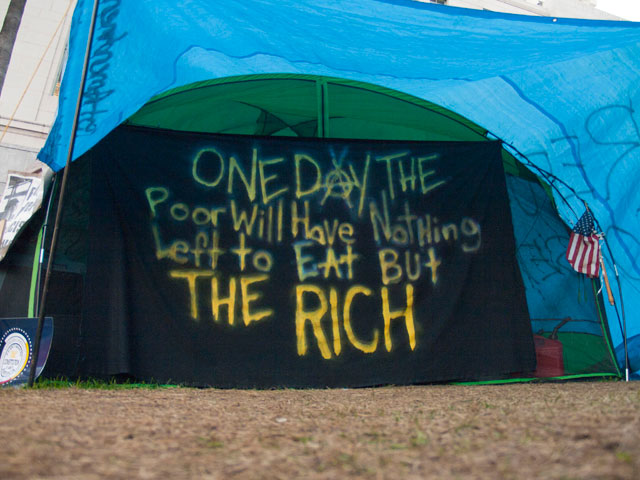 ONE DAY THE
Poor Will Have Nothing
Left to EAt But
THE RICH